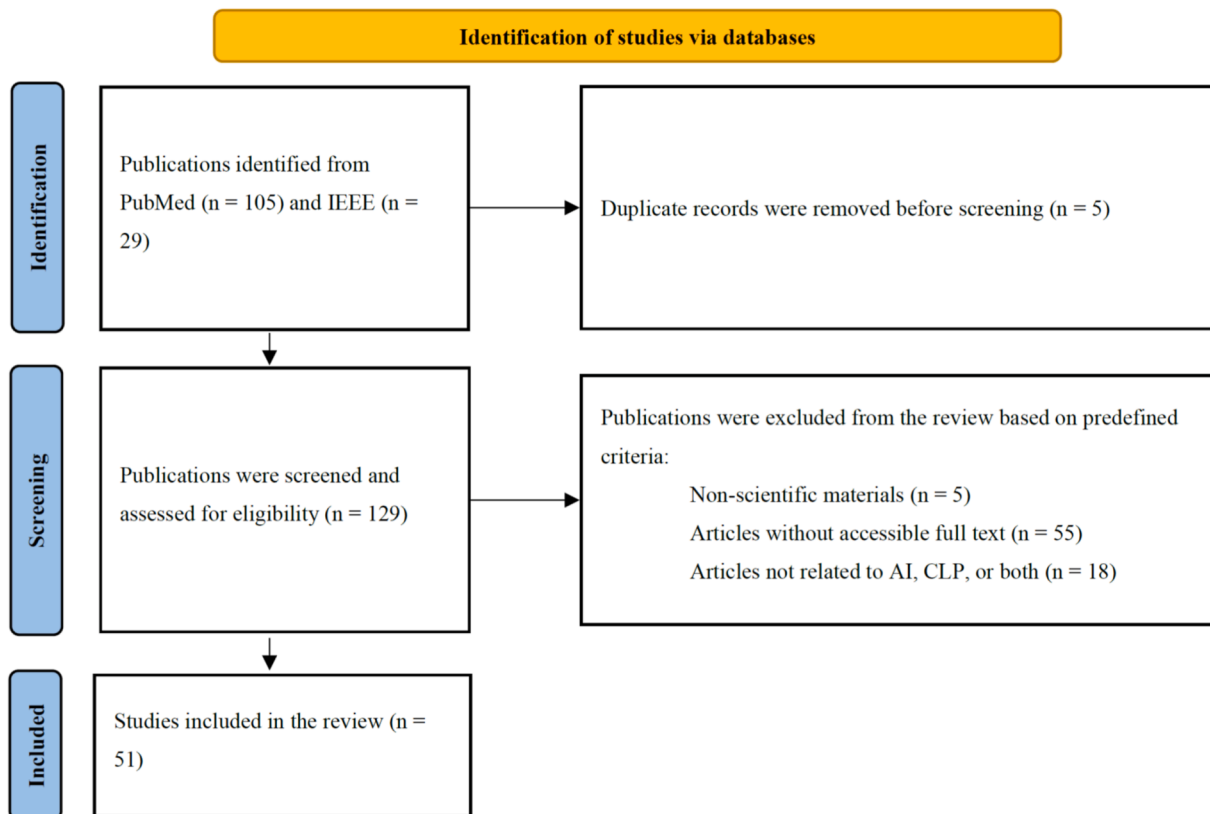 Identification of studies via databases
Identification
Publications identified from
PubMed (n = 105) and IEEE (n =
29)
Duplicate records were removed before screening (n = 5)
Screening
Publications were screened and
assessed for eligibility (n = 129)
Publications were excluded from the review based on predefined
criteria:
Non-scientific materials (n = 5)
Articles without accessible full text (n = 55)
Articles not related to AI, CLP, or both (n = 18)
Included
Studies included in the review (n =
51)